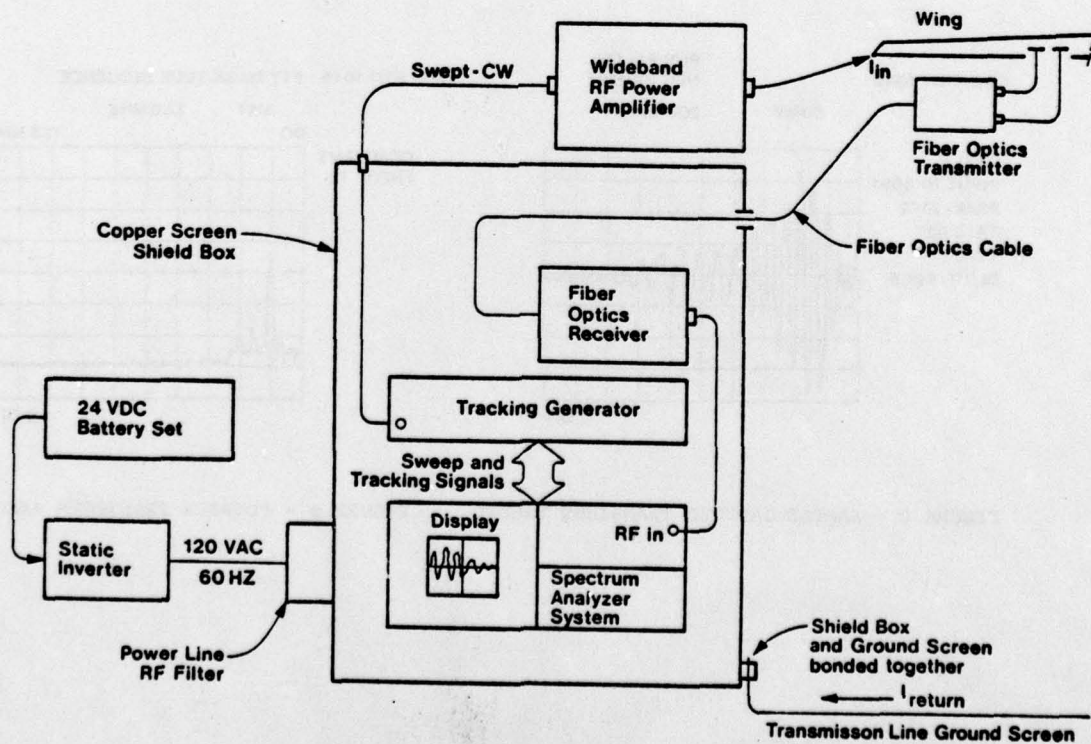 Wing
Swept-CW
Wideband
RF Power
Amplifier
Iin
Fiber Optics
Transmitter
Copper Screen
Shield Box
Fiber Optics Cable
Fiber
Optics
Receiver
24 VDC
Battery Set
Tracking Generator
Sweep and
Tracking Signals
Display
RF In
Static
Inverter
120 VAC
60 HZ
Spectrum
Analyzer
System
Power Line
RF Filter
Shield Box
and Ground Screen
bonded together
Ireturn
Transmisson Line Ground Screen